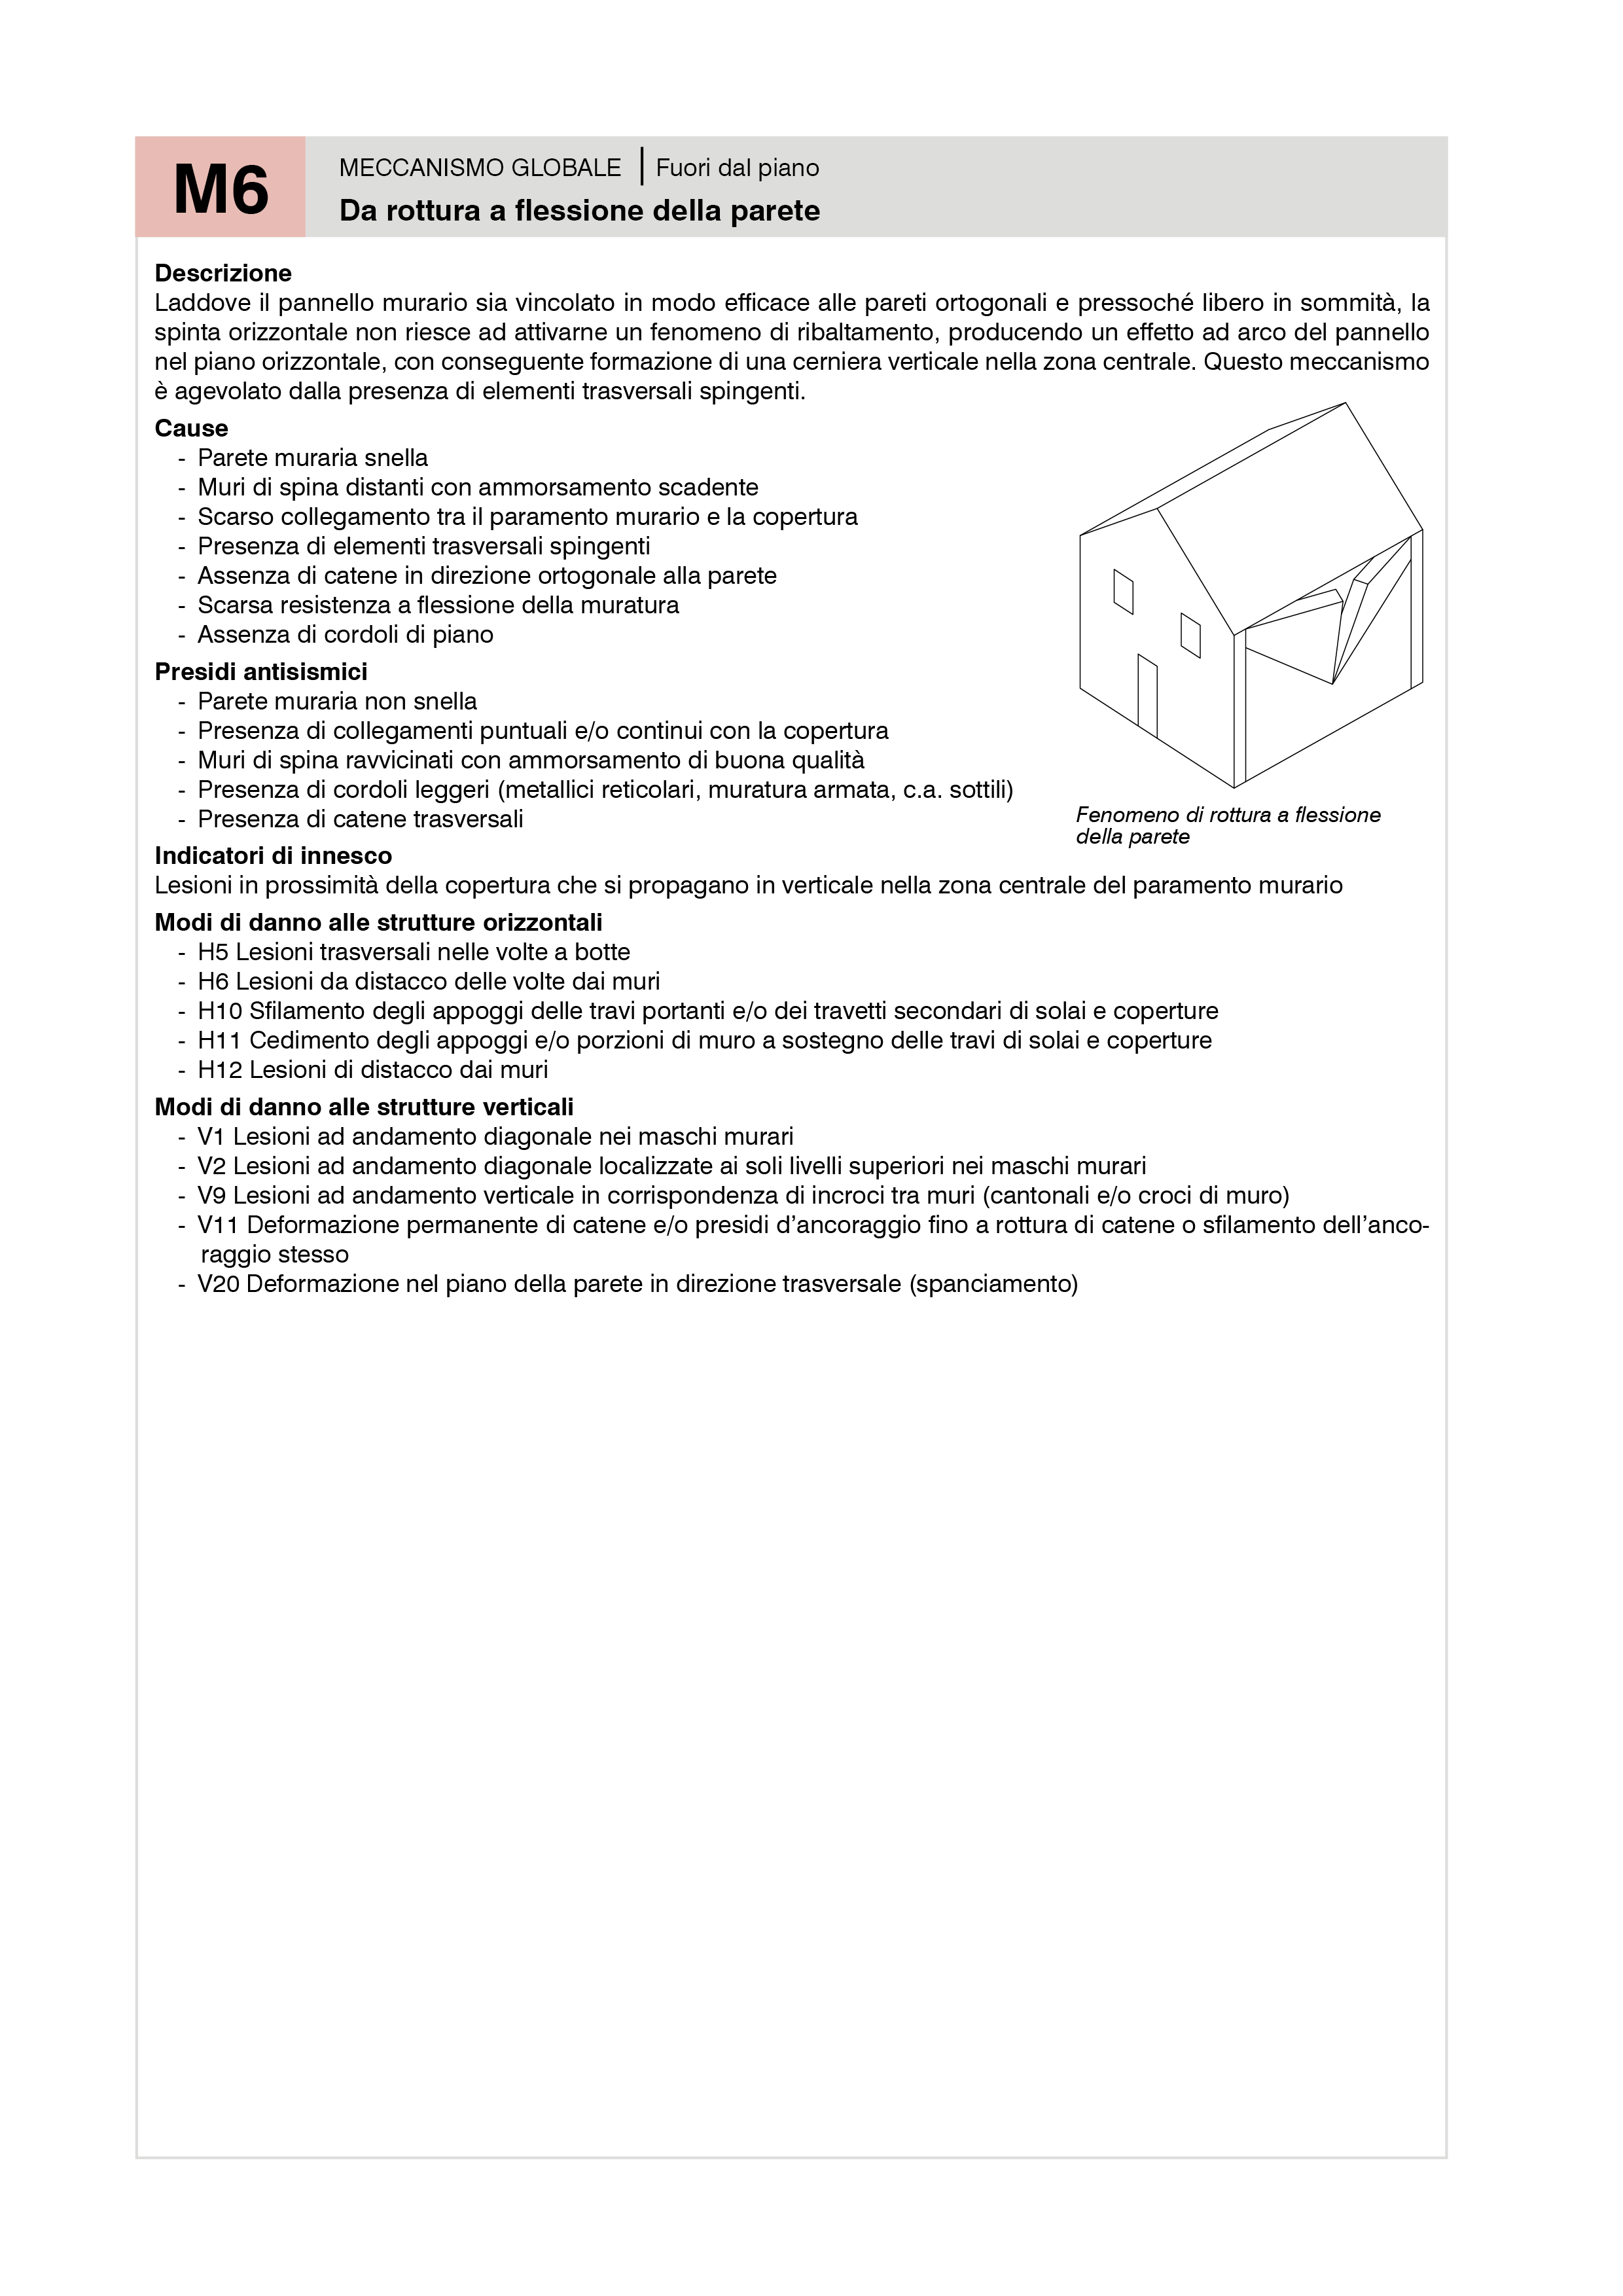 M6
MECCANISMO GLOBALE | Fuori dal piano
Da rottura a flessione della parete
Descrizione
Laddove il pannello murario sia vincolato in modo efficace alle pareti ortogonali e pressoché libero in sommità, la
spinta orizzontale non riesce ad attivarne un fenomeno di ribaltamento, producendo un effetto ad arco del pannello
nel piano orizzontale, con conseguente formazione di una cerniera verticale nella zona centrale. Questo meccanismo
è agevolato dalla presenza di elementi trasversali spingenti.
Cause
- Parete muraria snella
- Muri di spina distanti con ammorsamento scadente
- Scarso collegamento tra il paramento murario e la copertura
- Presenza di elementi trasversali spingenti
- Assenza di catene in direzione ortogonale alla parete
- Scarsa resistenza a flessione della muratura
- Assenza di cordoli di piano
Presidi antisismici
- Parete muraria non snella
- Presenza di collegamenti puntuali e/o continui con la copertura
- Muri di spina ravvicinati con ammorsamento di buona qualità
- Presenza di cordoli leggeri (metallici reticolari, muratura armata, c.a. sottili)
- Presenza di catene trasversali
Fenomeno di rottura a flessione
della parete
Indicatori di innesco
Lesioni in prossimità della copertura che si propagano in verticale nella zona centrale del paramento murario
Modi di danno alle strutture orizzontali
- H5 Lesioni trasversali nelle volte a botte
- H6 Lesioni da distacco delle volte dai muri
- H10 Sfilamento degli appoggi delle travi portanti e/o dei travetti secondari di solai e coperture
- H11 Cedimento degli appoggi e/o porzioni di muro a sostegno delle travi di solai e coperture
- H12 Lesioni di distacco dai muri
Modi di danno alle strutture verticali
- V1 Lesioni ad andamento diagonale nei maschi murari
- V2 Lesioni ad andamento diagonale localizzate ai soli livelli superiori nei maschi murari
- V9 Lesioni ad andamento verticale in corrispondenza di incroci tra muri (cantonali e/o croci di muro)
- V11 Deformazione permanente di catene e/o presidi d’ancoraggio fino a rottura di catene o sfilamento dell’anco-
raggio stesso
- V20 Deformazione nel piano della parete in direzione trasversale (spanciamento)